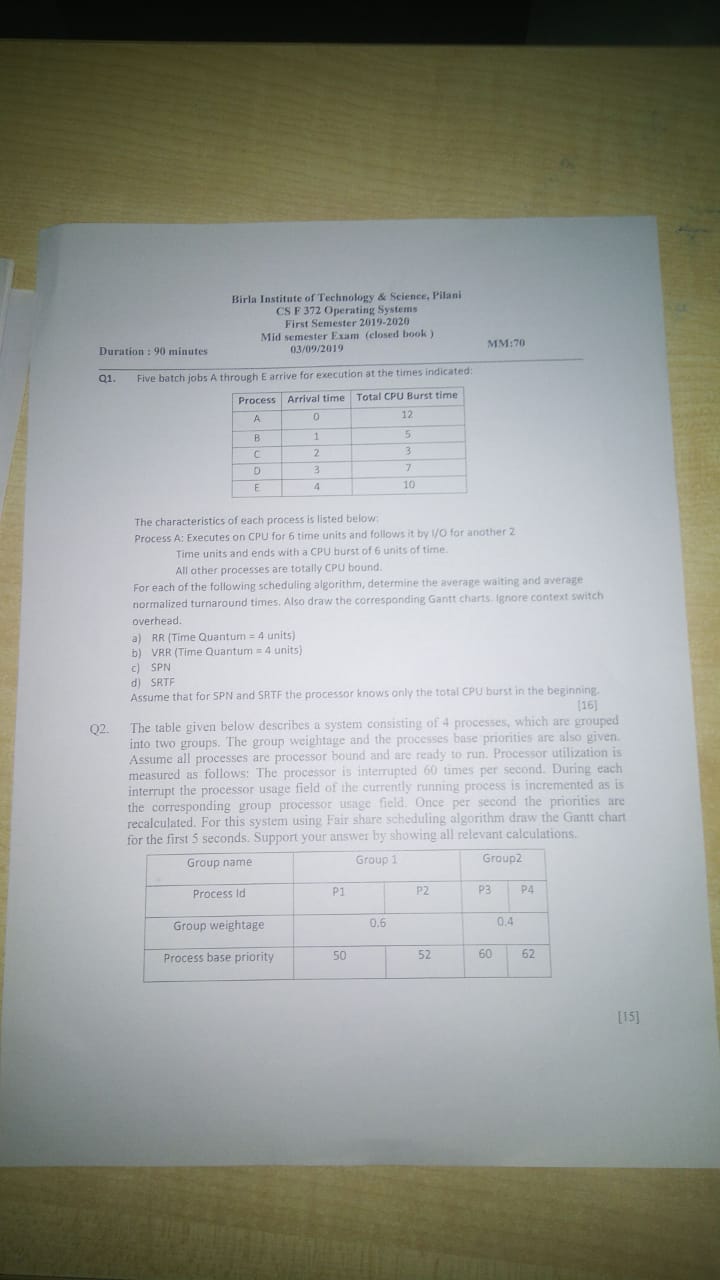 Birla Institute of Technology & Science, Pilani
CS F 372 Operating Systems
First Semester 2019-2020
Mid semester Exam (closed book )
Duration : 90 minutes 03/09/2019 MM:70
Q1. Five batch jobs A through E arrive for execution at the times indicated:
Process Arrival time Total CPU Burst time
A 0 12
B 1 5
C 2 3
D 3 7
E 4 10
The characteristics of each process is listed below:
Process A: Executes on CPU for 6 time units and follows it by I/O for another 2
Time units and ends with a CPU burst of 6 units of time.
All other processes are totally CPU bound.
For each of the following scheduling algorithm, determine the average waiting and average
normalized turnaround times. Also draw the corresponding Gantt charts. Ignore context switch
overhead.
a) RR (Time Quantum = 4 units)
b) VRR (Time Quantum = 4 units)
c) SPN
d) SRTF
Assume that for SPN and SRTF the processor knows only the total CPU burst in the beginning.
[16]
Q2. The table given below describes a system consisting of 4 processes, which are grouped
into two groups. The group weightage and the processes base priorities are also given.
Assume all processes are processor bound and are ready to run. Processor utilization is
measured as follows: The processor is interrupted 60 times per second. During each
interrupt the processor usage field of the currently running process is incremented as is
the corresponding group processor usage field. Once per second the priorities are
recalculated. For this system using Fair share scheduling algorithm draw the Gantt chart
for the first 5 seconds. Support your answer by showing all relevant calculations.
Group name Group 1 Group2
Process Id P1 P2 P3 P4
Group weightage 0.6 0.4
Process base priority 50 52 60 62
[15]